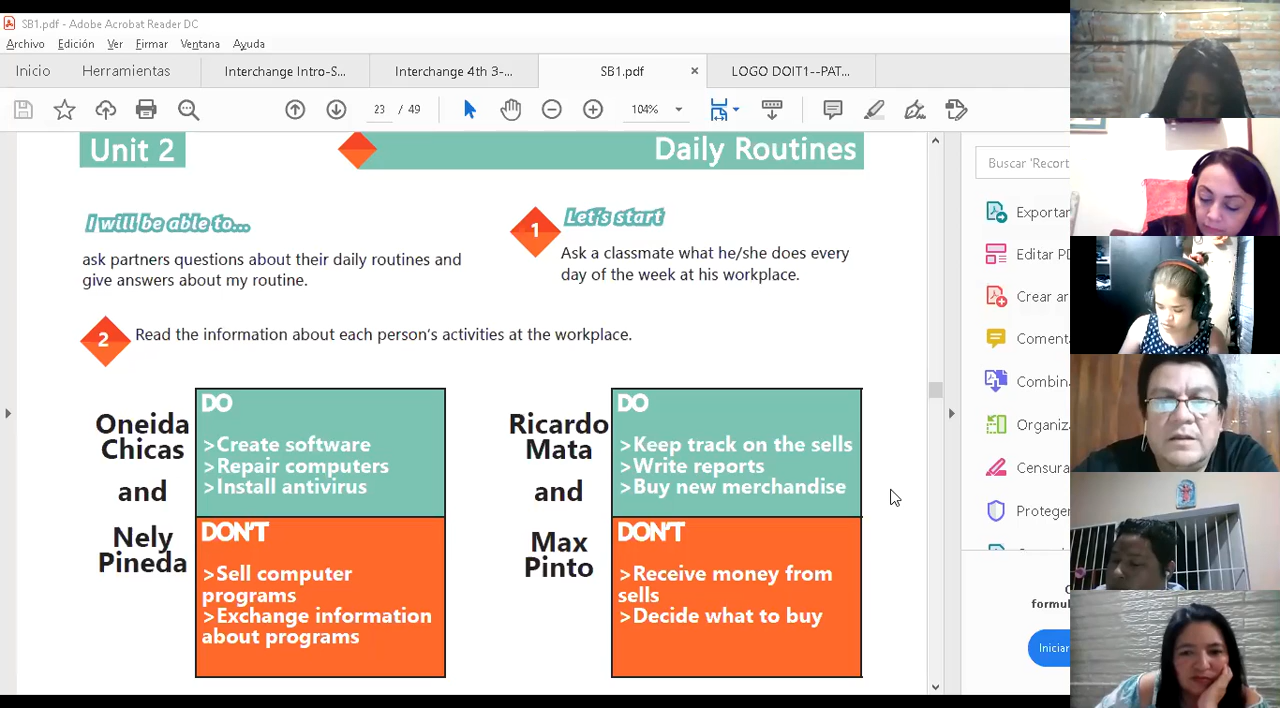 SB1.pdf - Adobe Acrobat Reader DC
Archivo Edición Ver Firmar Ventana Ayuda
Inicio Herramientas Interchange Intro-S... Interchange 4th 3-... SB1.pdf LOGO DOIT1--PAT...
23 / 49 104%
Unit 2
Daily Routines
I will be able to...
ask partners questions about their daily routines and
give answers about my routine.
1
Let's start
Ask a classmate what he/she does every
day of the week at his workplace.
2
Read the information about each person's activities at the workplace.
Oneida
Chicas
and
Nely
Pineda
DO
>Create software
>Repair computers
>Install antivirus
DON'T
>Sell computer
programs
>Exchange information
about programs
Ricardo
Mata
and
Max
Pinto
DO
>Keep track on the sells
>Write reports
>Buy new merchandise
DON'T
>Receive money from
sells
>Decide what to buy
Buscar 'Recort
Exportar
Editar PD
Crear ar
Comenta
Combin
Organiz
Censura
Proteger
formul
Iniciar